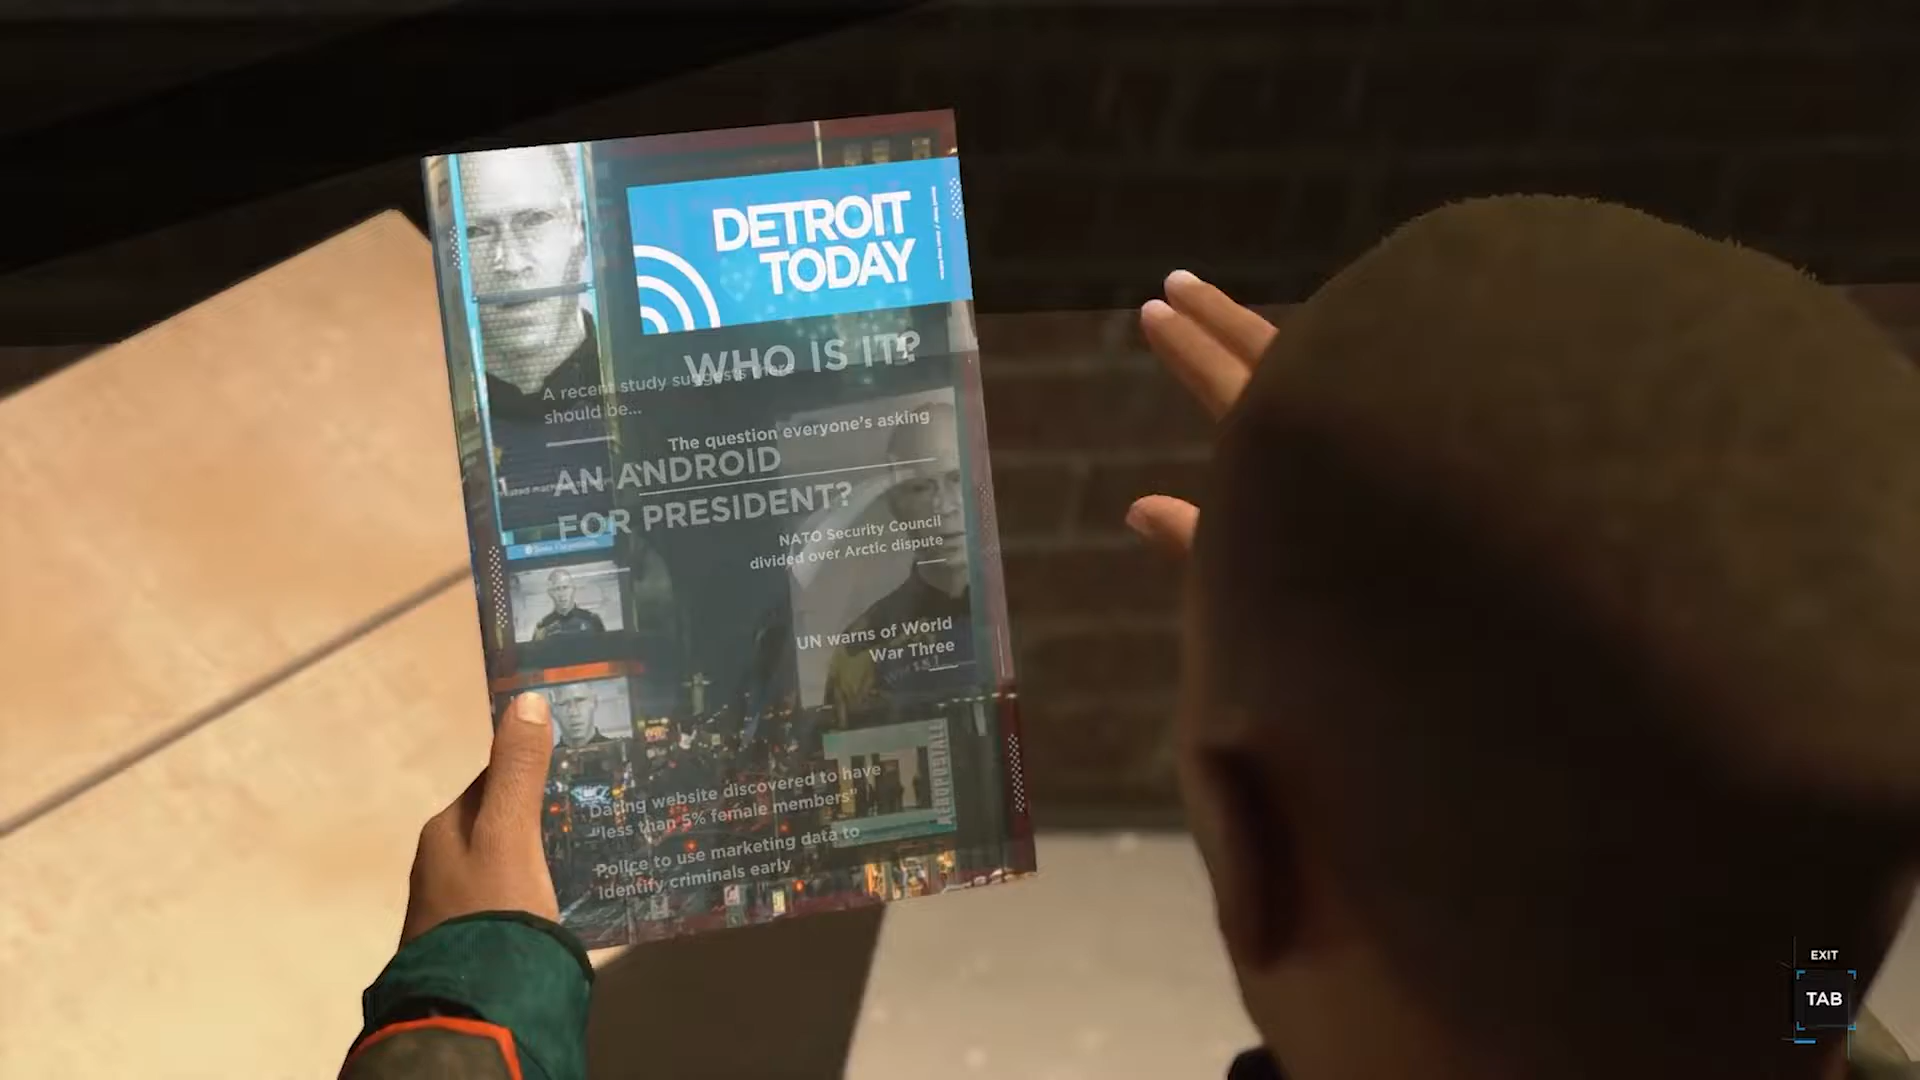 DETROIT
TODAY
WHO IS IT?
A recent study suggests there
should be...
The question everyone's asking
AN ANDROID
FOR PRESIDENT?
NATO Security Council
divided over Arctic dispute
UN warns of World
War Three
AEROPOSTALE
Dating website discovered to have
"less than 5% female members"
Police to use marketing data to
identify criminals early
EXIT
TAB